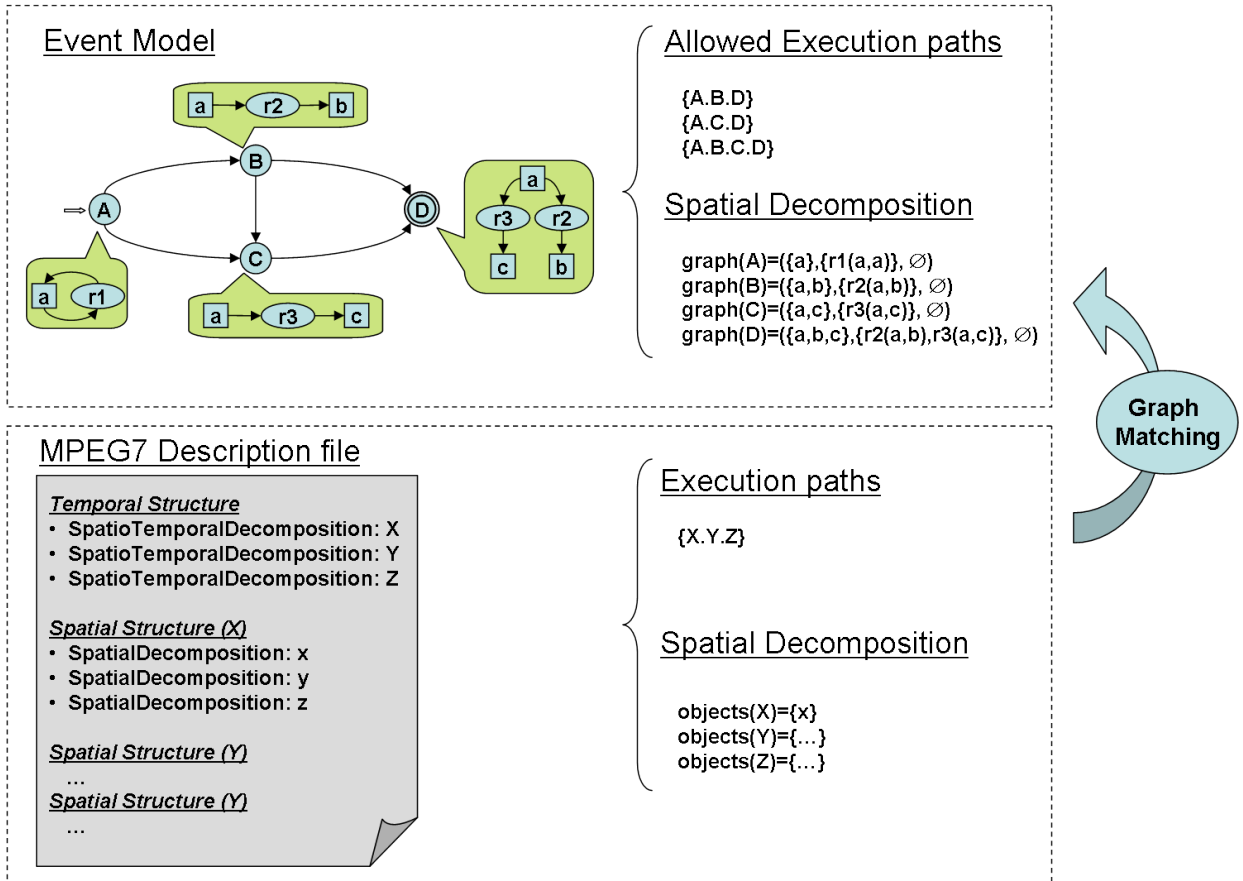 Event Model
a
r2
b
B
A
D
C
a
r1
a
r3
c
a
r3
r2
c
b
Allowed Execution paths
{A.B.D}
{A.C.D}
{A.B.C.D}
Spatial Decomposition
graph(A)=({a},{r1(a,a)}, ∅)
graph(B)=({a,b},{r2(a,b)}, ∅)
graph(C)=({a,c},{r3(a,c)}, ∅)
graph(D)=({a,b,c},{r2(a,b),r3(a,c)}, ∅)
Graph
Matching
MPEG7 Description file
Temporal Structure
• SpatioTemporalDecomposition: X
• SpatioTemporalDecomposition: Y
• SpatioTemporalDecomposition: Z
Spatial Structure (X)
• SpatialDecomposition: x
• SpatialDecomposition: y
• SpatialDecomposition: z
Spatial Structure (Y)
...
Spatial Structure (Y)
...
Execution paths
{X.Y.Z}
Spatial Decomposition
objects(X)={x}
objects(Y)={...}
objects(Z)={...}